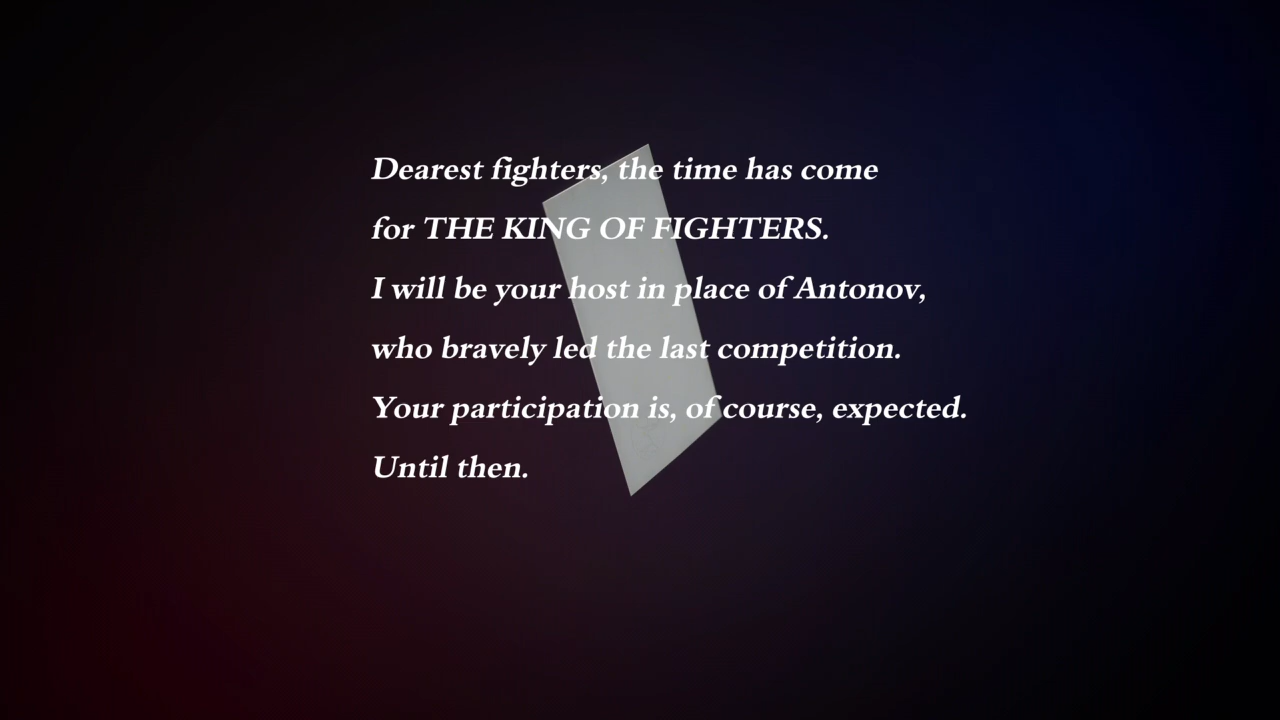 Dearest fighters, the time has come
for THE KING OF FIGHTERS.
I will be your host in place of Antonov,
who bravely led the last competition.
Your participation is, of course, expected.
Until then.